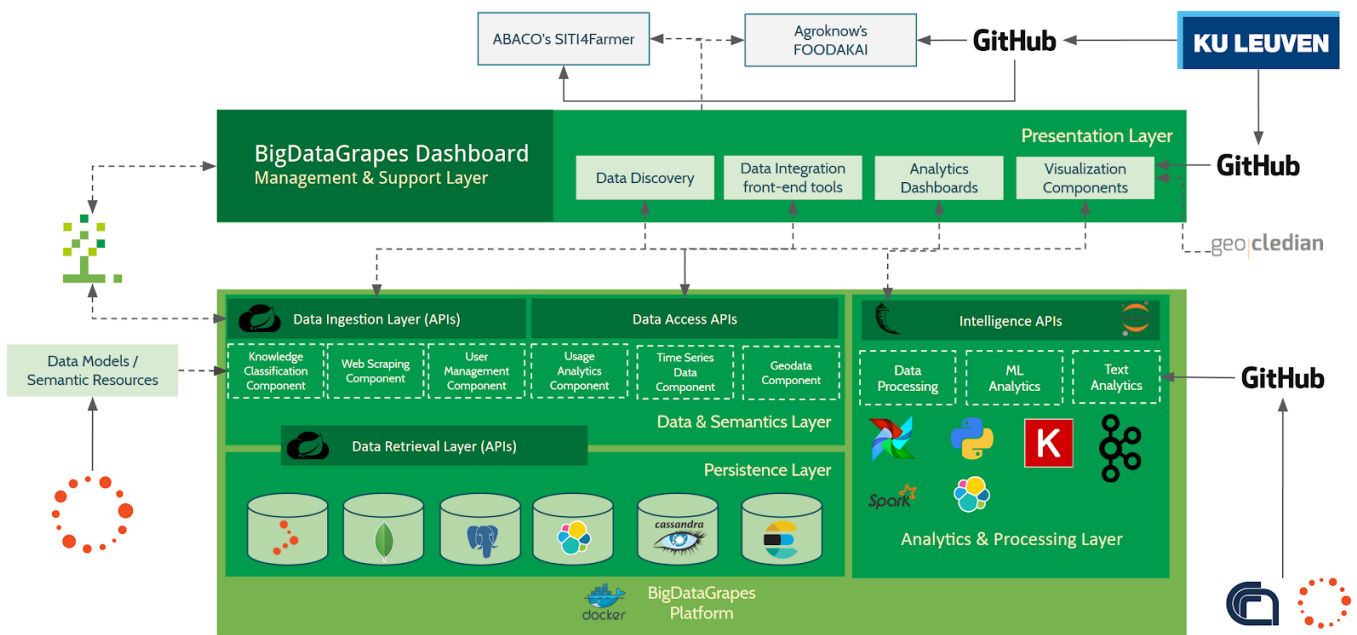 ABACO's SITI4Farmer
Agroknow's
FOODAKAI
GitHub
KU LEUVEN
BigDataGrapes Dashboard
Management & Support Layer
Presentation Layer
Data Discovery
Data Integration
front-end tools
Analytics
Dashboards
Visualization
Components
GitHub
geo|cledian
Data Ingestion Layer (APIs)
Data Access APIs
Intelligence APIs
Data Models /
Semantic Resources
Knowledge
Classification
Component
Web Scraping
Component
User
Management
Component
Usage
Analytics
Component
Time Series
Data
Component
Geodata
Component
Data
Processing
ML
Analytics
Text
Analytics
GitHub
Data & Semantics Layer
Data Retrieval Layer (APIs)
Persistence Layer
K
Spark
cassandra
Analytics & Processing Layer
docker
BigDataGrapes
Platform